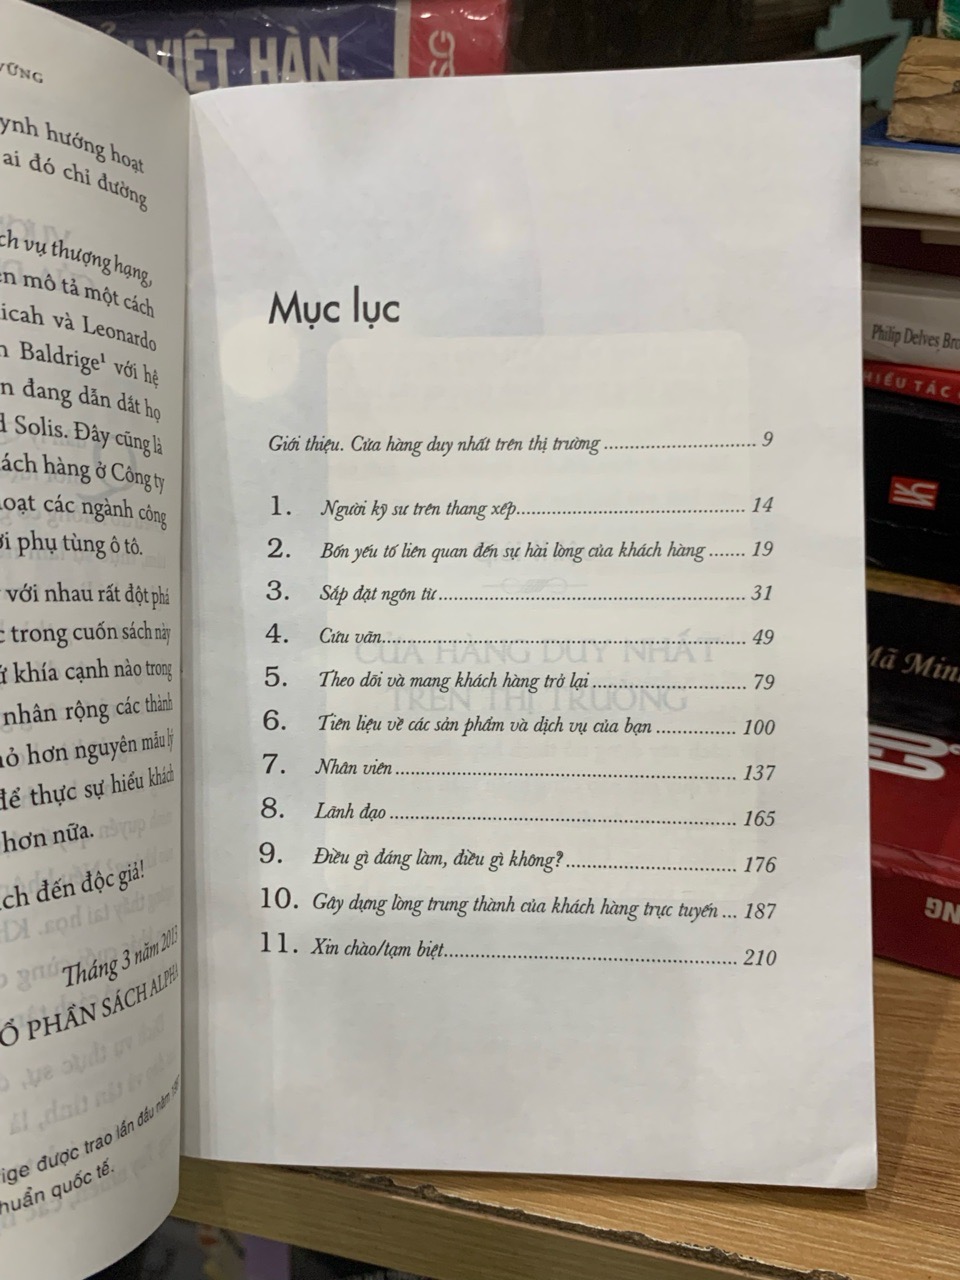 VIỆT HÀN
SG
VỮNG
ynh hướng hoạt
ai đó chỉ đường
ch vụ thượng hạng,
ến mô tả một cách
icah và Leonardo
Baldrige¹ với hệ
n đang dẫn dắt họ
d Solis. Đây cũng là
ách hàng ở Công ty
hoạt các ngành công
ới phụ tùng ô tô.
với nhau rất đột phá
trong cuốn sách này
khía cạnh nào trong
nhân rộng các thành
hỏ hơn nguyên mẫu lý
để thực sự hiểu khách
hơn nữa.
ách đến độc giả!
Tháng 3 năm 2013
Ổ PHẦN SÁCH ALPHA
ige được trao lần đầu năm
huẩn quốc tế.
Mục lục
Giới thiệu. Cửa hàng duy nhất trên thị trường ............................ 9
1. Người kỹ sư trên thang xếp........................................... 14
2. Bốn yếu tố liên quan đến sự hài lòng của khách hàng ....... 19
3. Sắp đặt ngôn từ......................................................... 31
4. Cứu vãn................................................................... 49
5. Theo dõi và mang khách hàng trở lại ............................ 79
6. Tiên liệu về các sản phẩm và dịch vụ của bạn ............... 100
7. Nhân viên................................................................ 137
8. Lãnh đạo ................................................................. 165
9. Điều gì đáng làm, điều gì không?................................. 176
10. Gây dựng lòng trung thành của khách hàng trực tuyến ... 187
11. Xin chào/tạm biệt...................................................... 210
Philip Delves Bro
HIẾU TÁC
Mã Min
NG